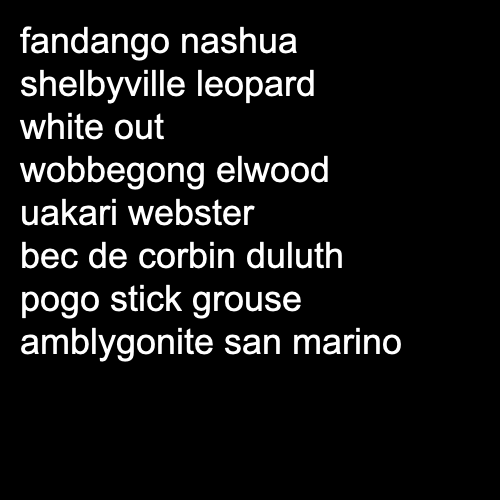 fandango nashua
shelbyville leopard
white out
wobbegong elwood
uakari webster
bec de corbin duluth
pogo stick grouse
amblygonite san marino